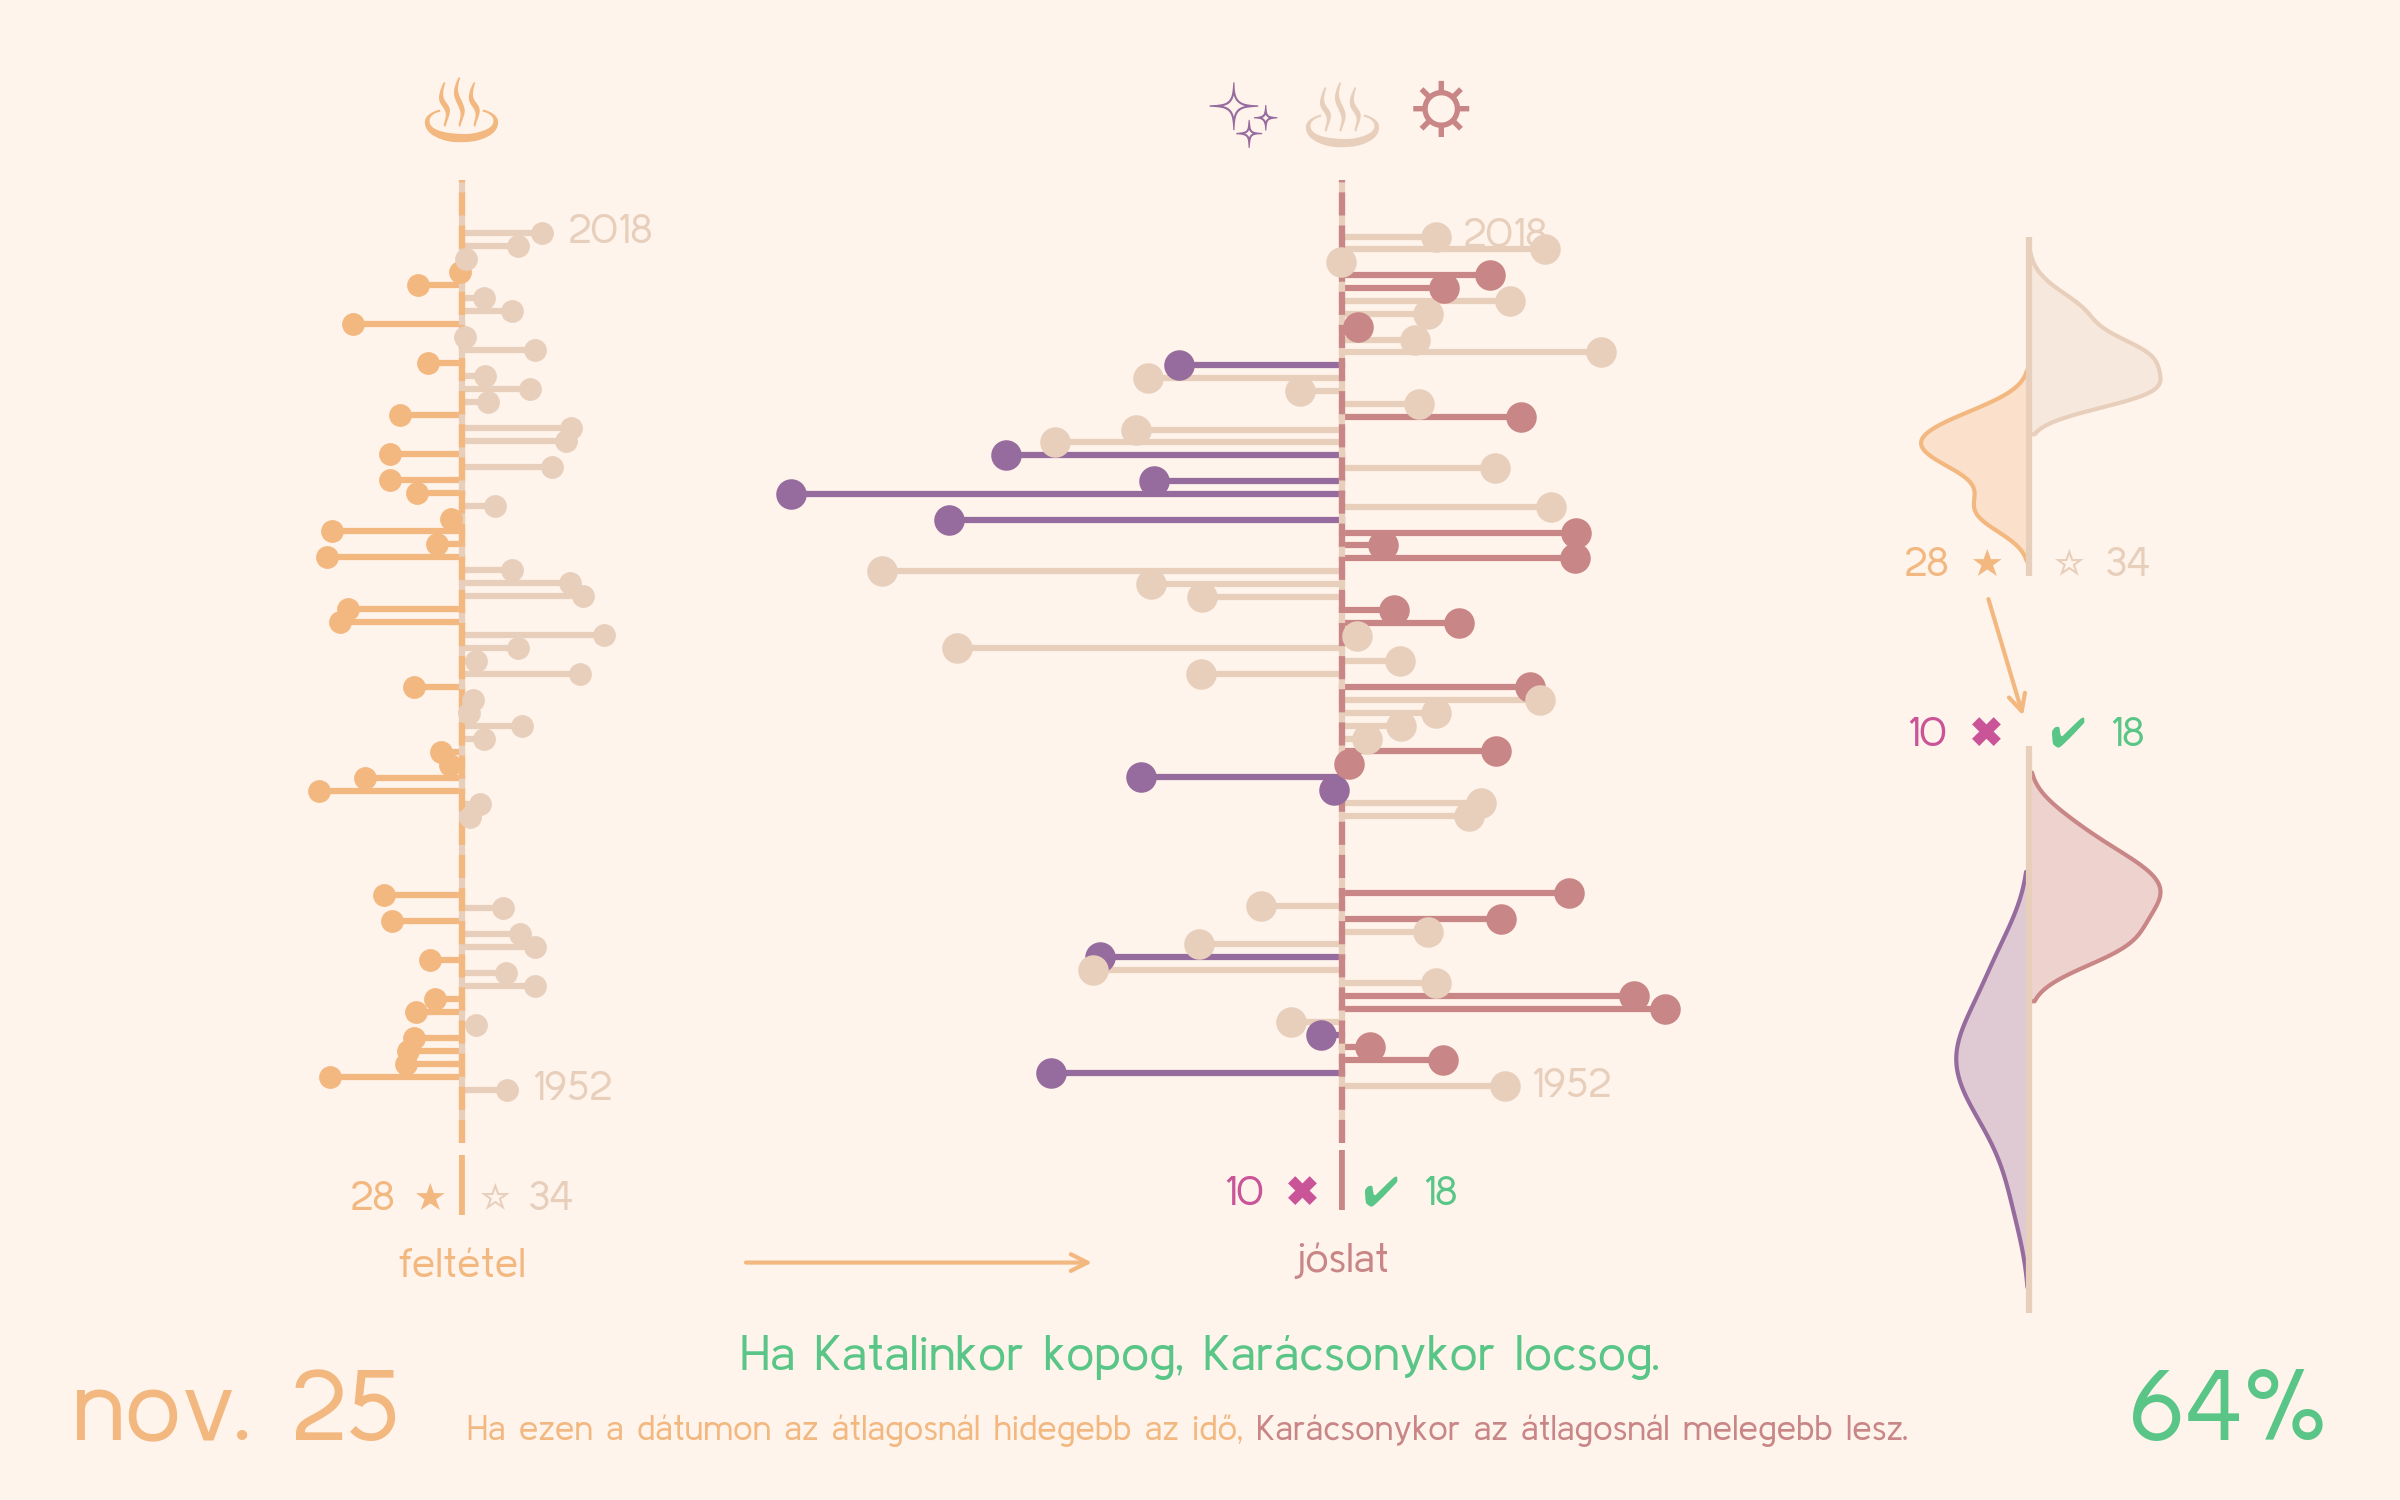 2018
2018
28 ★ ☆ 34
10 ✖ ✔ 18
1952
1952
28 ★ ☆ 34
10 ✖ ✔ 18
feltétel
jóslat
Ha Katalinkor kopog, Karácsonykor locsog.
nov. 25
Ha ezen a dátumon az átlagosnál hidegebb az idő, Karácsonykor az átlagosnál melegebb lesz.
64%